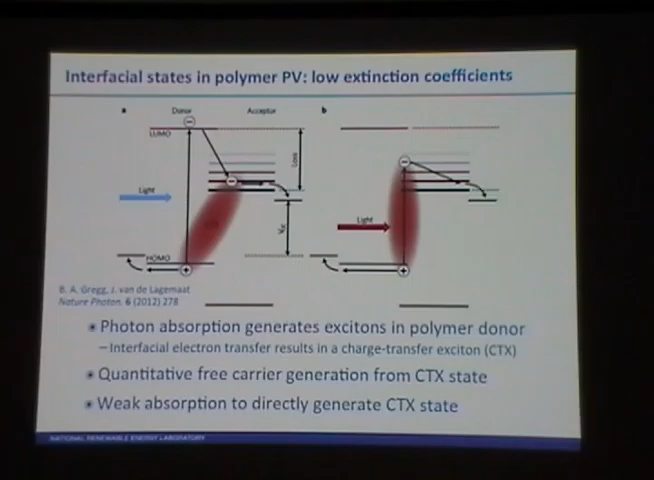 Interfacial states in polymer PV: low extinction coefficients
a
Donor
Acceptor
b
LUMO
Loss
Light
Light
HOMO
B. A. Gregg, J. van de Lagemaat
Nature Photon. 6 (2012) 278
Photon absorption generates excitons in polymer donor
–Interfacial electron transfer results in a charge-transfer exciton (CTX)
Quantitative free carrier generation from CTX state
Weak absorption to directly generate CTX state
NATIONAL RENEWABLE ENERGY LABORATORY